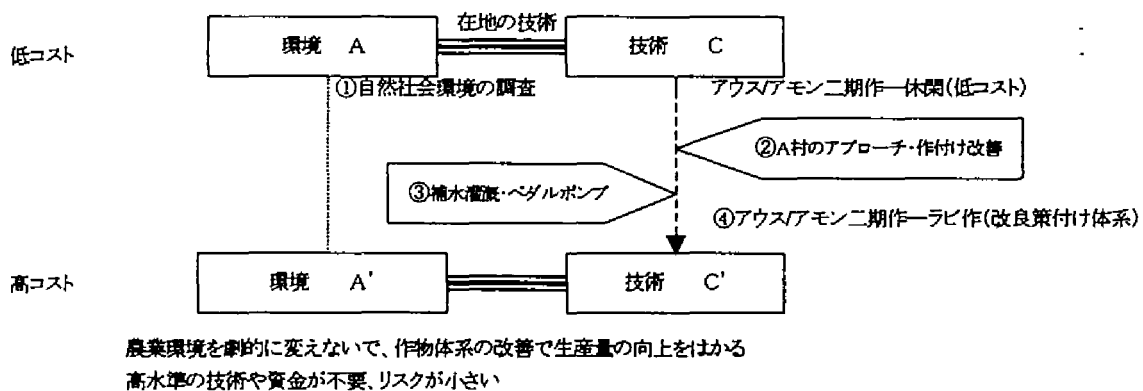 在地の技術
低コスト
環境 A
技術 C
①自然社会環境の調査
アウス/アモン二期作―休閑(低コスト)
②A村のアプローチ・作付け改善
③補水灌漑・ペダルポンプ
④アウス/アモン二期作―ラビ作(改良策付け体系)
高コスト
環境 A'
技術 C'
農業環境を劇的に変えないで、作物体系の改善で生産量の向上をはかる
高水準の技術や資金が不要、リスクが小さい